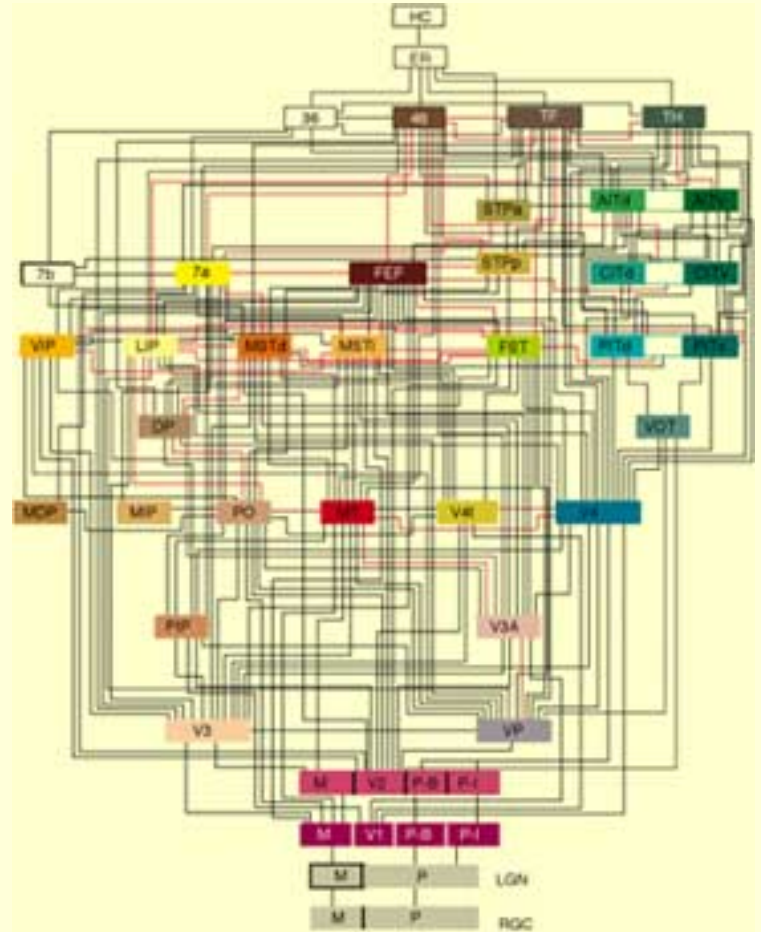 HC
ER
36 46 TF TH
STPa AITd AITv
7b 7a FEF STPp CITd CITv
VIP LIP MSTd MSTl FST PITd PITv
DP VOT
MDP MIP PO MT V4t V4
PIP V3A
V3 VP
M V2 P-B P-I
M V1 P-B P-I
M P LGN
M P RGC